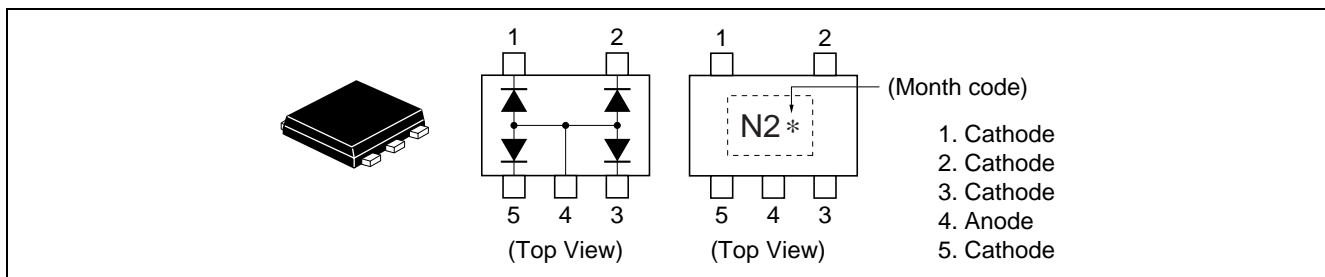 1 2
5 4 3
(Top View)
1 2
N2*
5 4 3
(Top View)
(Month code)
1. Cathode
2. Cathode
3. Cathode
4. Anode
5. Cathode